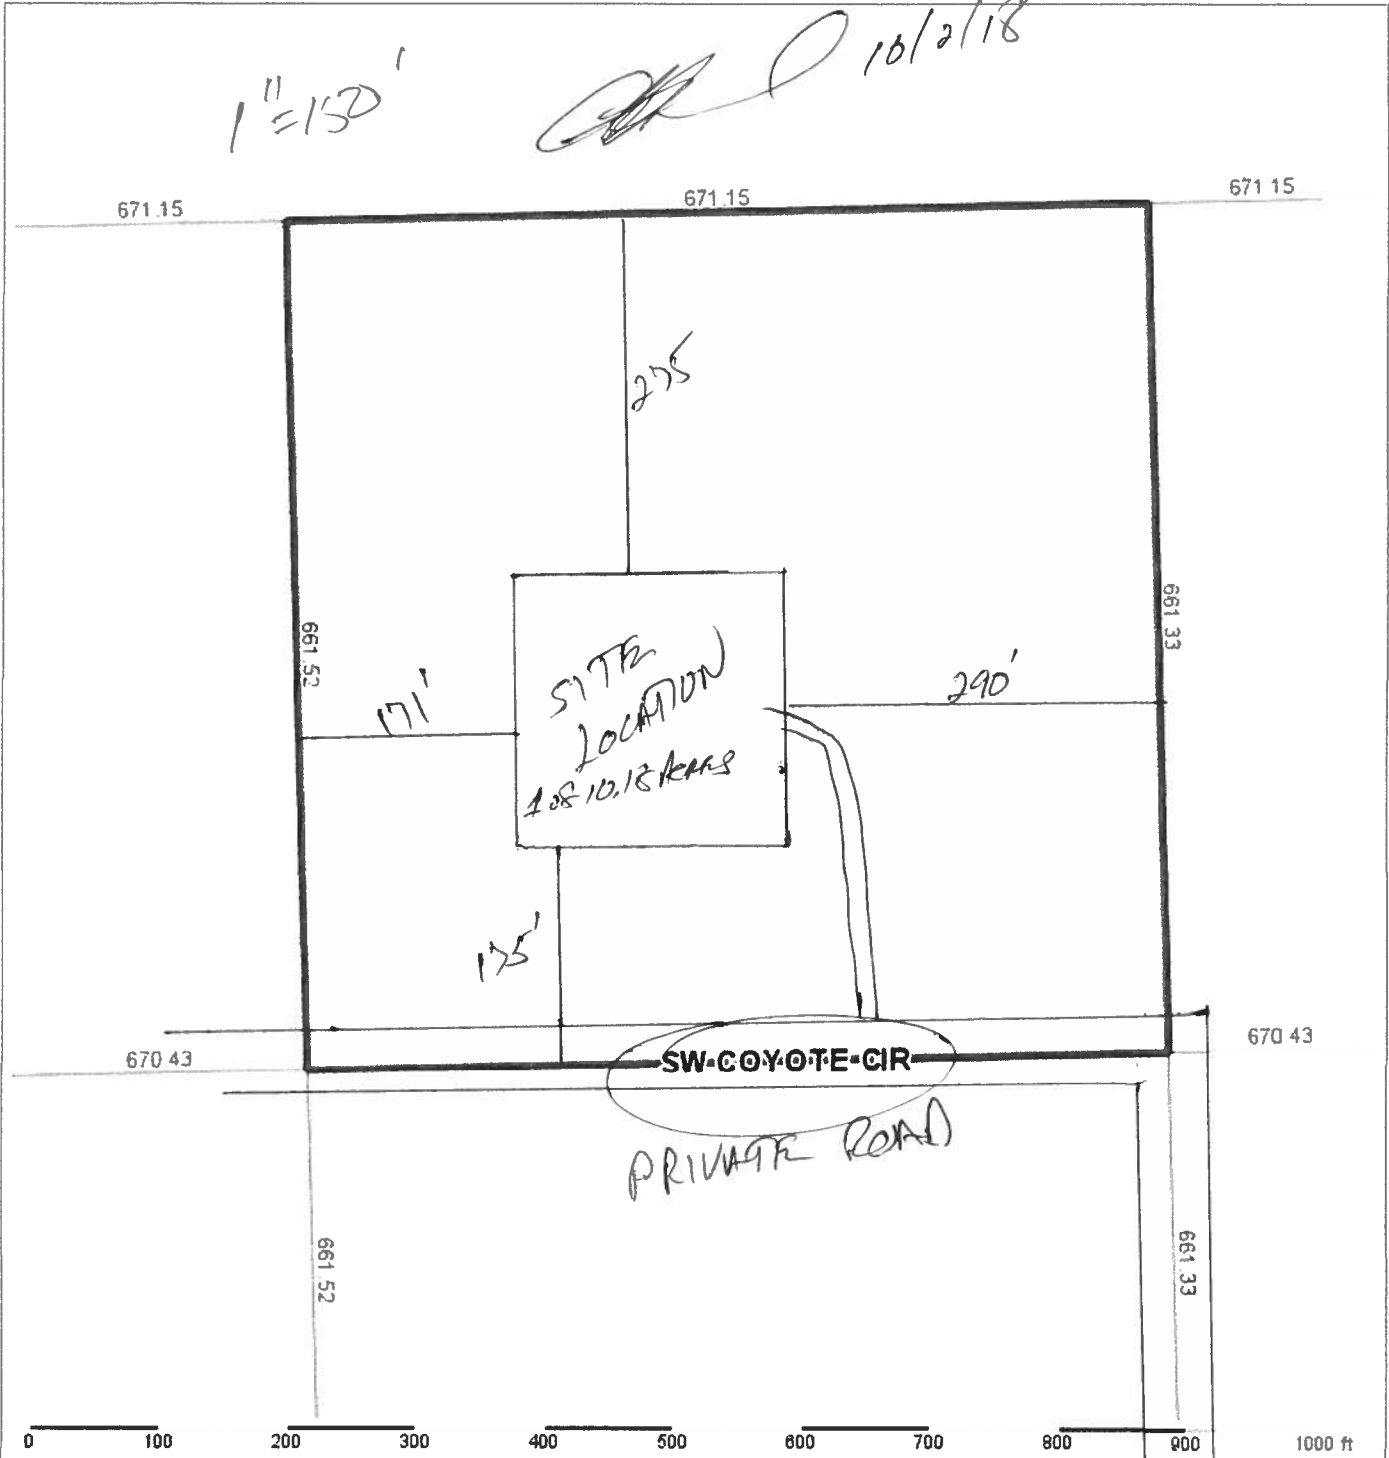 1"=150'
10/2/18
671.15
671.15
671 15
275
661.52
661 33
171'
290'
SITE
LOCATION
1 of 10.18 Acres
175'
670 43
SW-COYOTE-CIR
670 43
PRIVATE ROAD
661 52
661 33
0 100 200 300 400 500 600 700 800 900 1000 ft